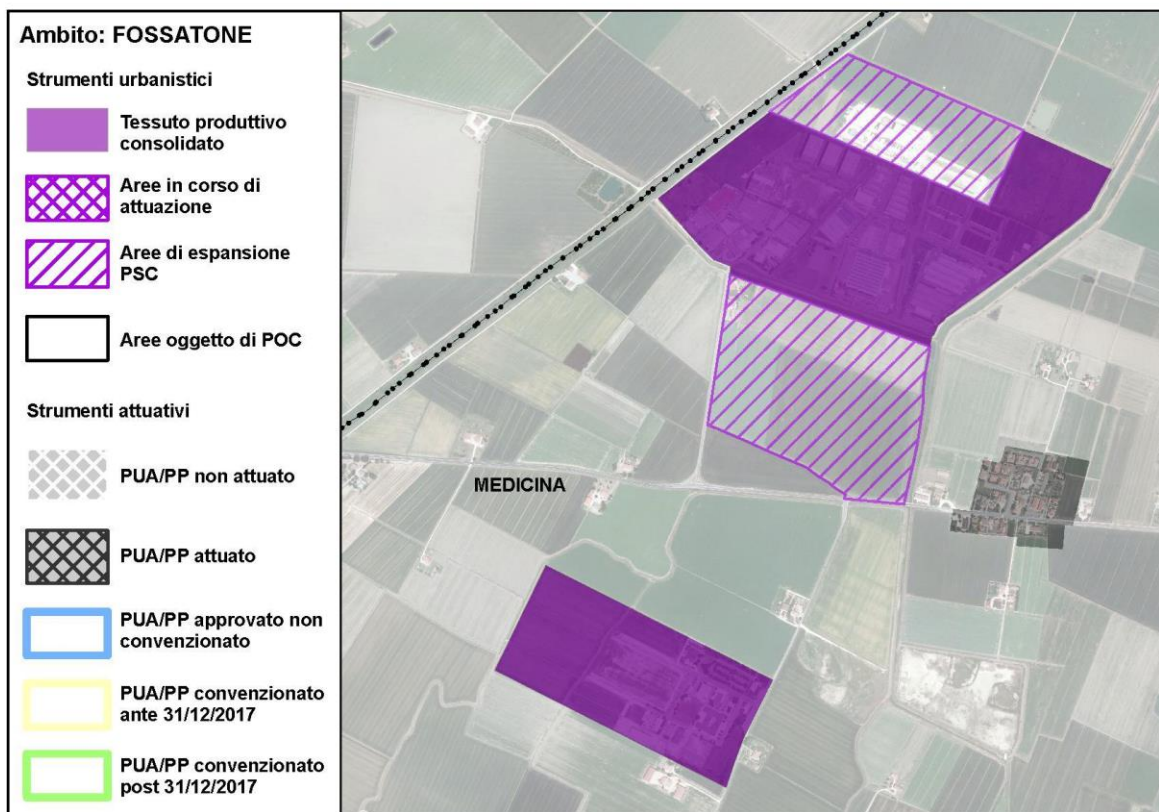 Ambito: FOSSATONE
Strumenti urbanistici
Tessuto produttivo
consolidato
Aree in corso di
attuazione
Aree di espansione
PSC
Aree oggetto di POC
Strumenti attuativi
PUA/PP non attuato
PUA/PP attuato
PUA/PP approvato non
convenzionato
PUA/PP convenzionato
ante 31/12/2017
PUA/PP convenzionato
post 31/12/2017
MEDICINA